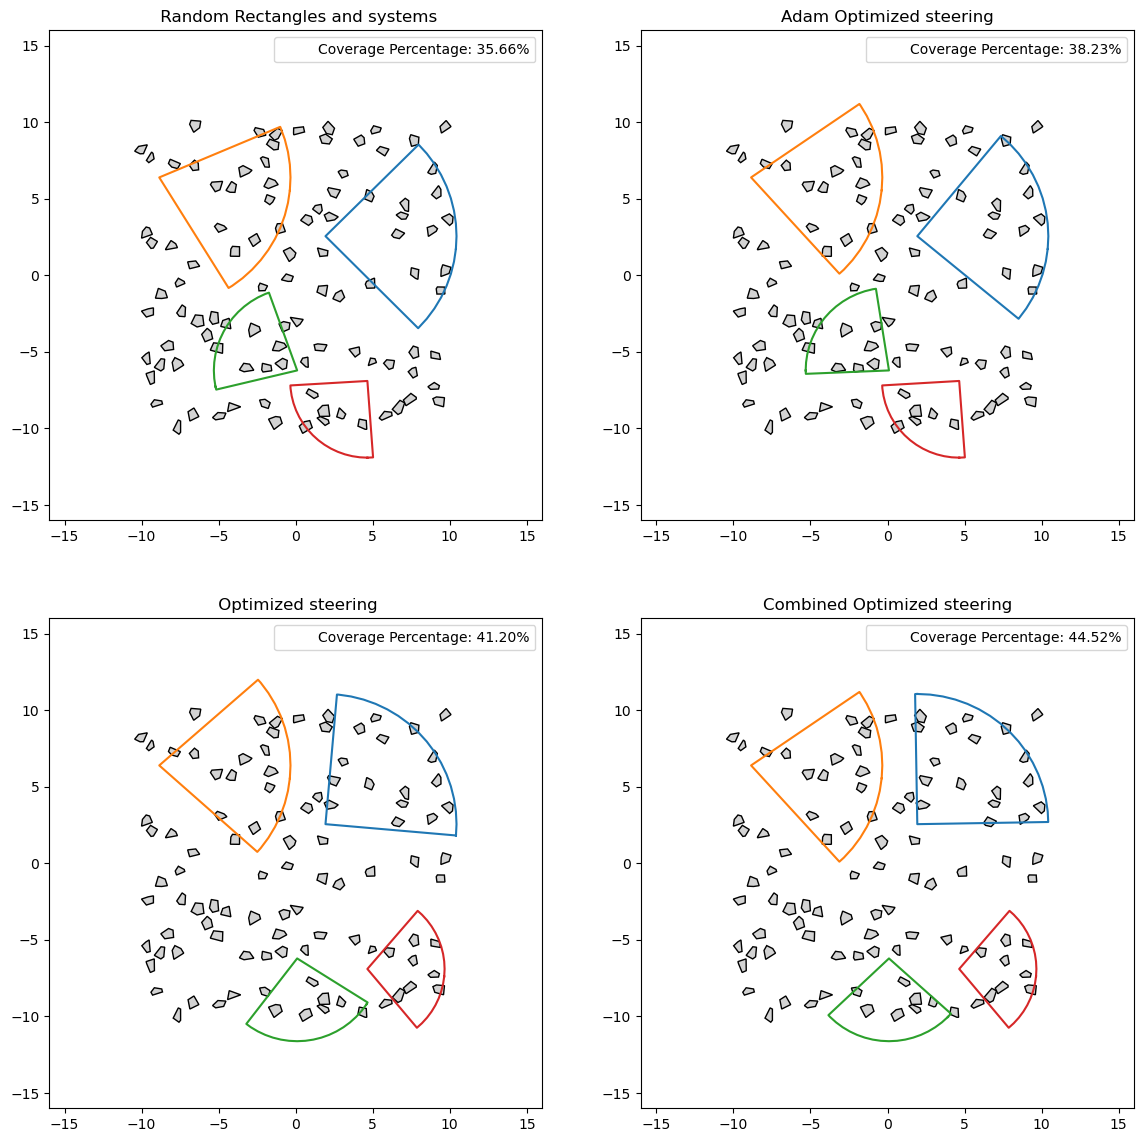 Random Rectangles and systems
Coverage Percentage: 35.66%
15
10
5
0
−5
−10
−15
−15 −10 −5 0 5 10 15
Adam Optimized steering
Coverage Percentage: 38.23%
15
10
5
0
−5
−10
−15
−15 −10 −5 0 5 10 15
Optimized steering
Coverage Percentage: 41.20%
15
10
5
0
−5
−10
−15
−15 −10 −5 0 5 10 15
Combined Optimized steering
Coverage Percentage: 44.52%
15
10
5
0
−5
−10
−15
−15 −10 −5 0 5 10 15